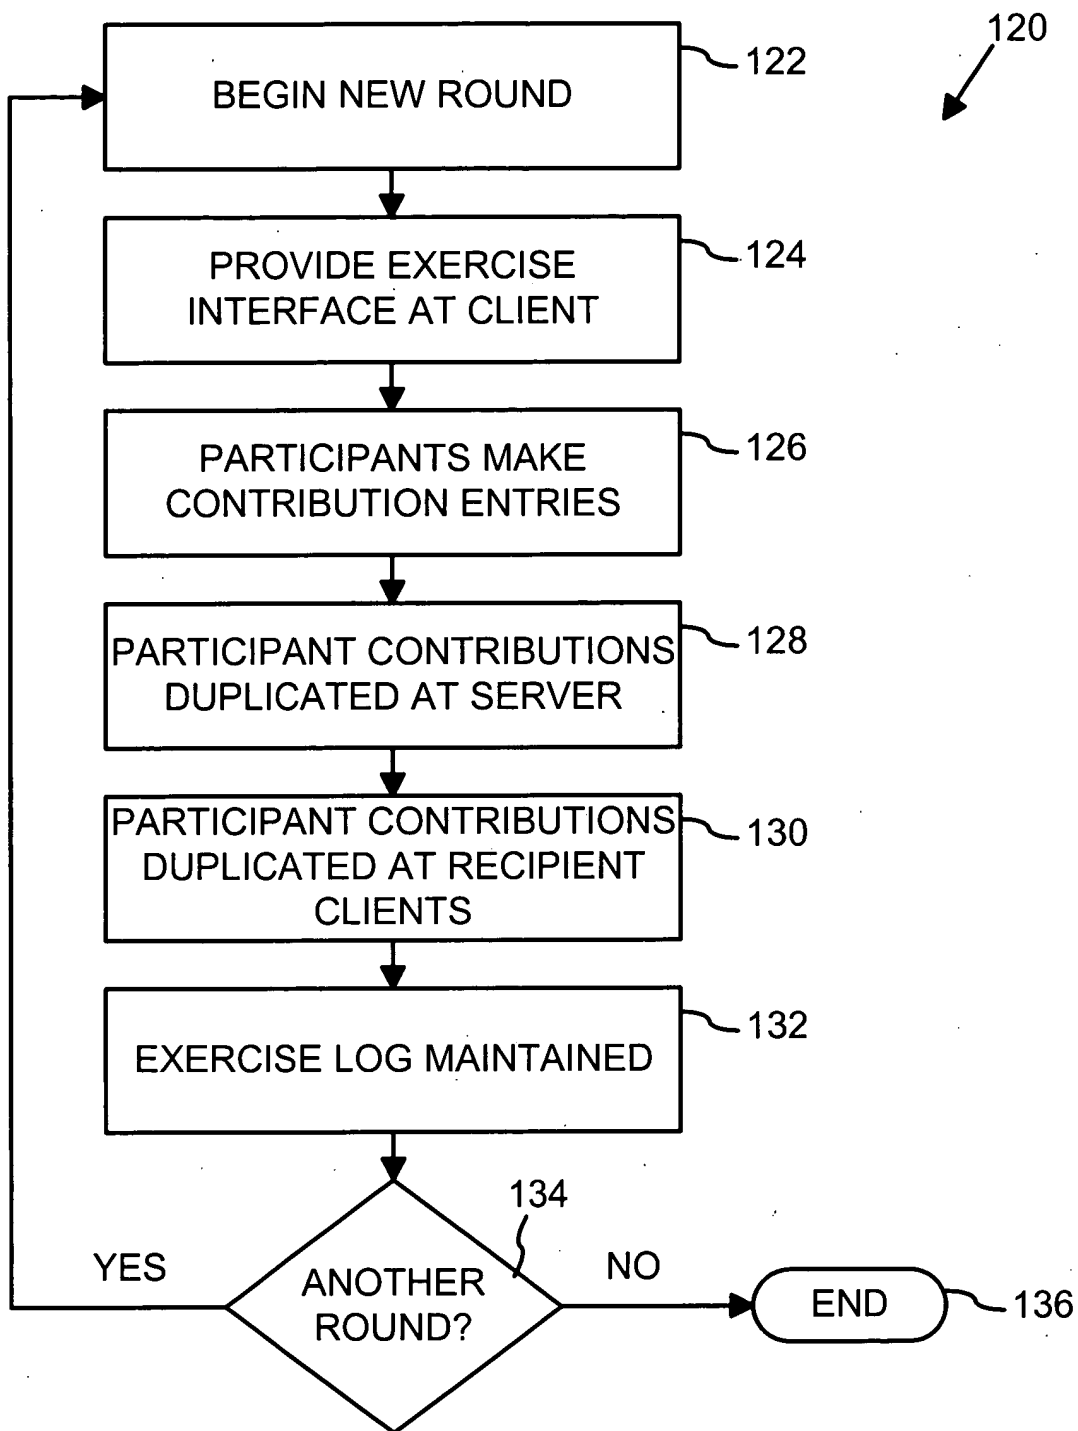 120
BEGIN NEW ROUND
122
PROVIDE EXERCISE
INTERFACE AT CLIENT
124
PARTICIPANTS MAKE
CONTRIBUTION ENTRIES
126
PARTICIPANT CONTRIBUTIONS
DUPLICATED AT SERVER
128
PARTICIPANT CONTRIBUTIONS
DUPLICATED AT RECIPIENT
CLIENTS
130
EXERCISE LOG MAINTAINED
132
134
YES
ANOTHER
ROUND?
NO
END
136